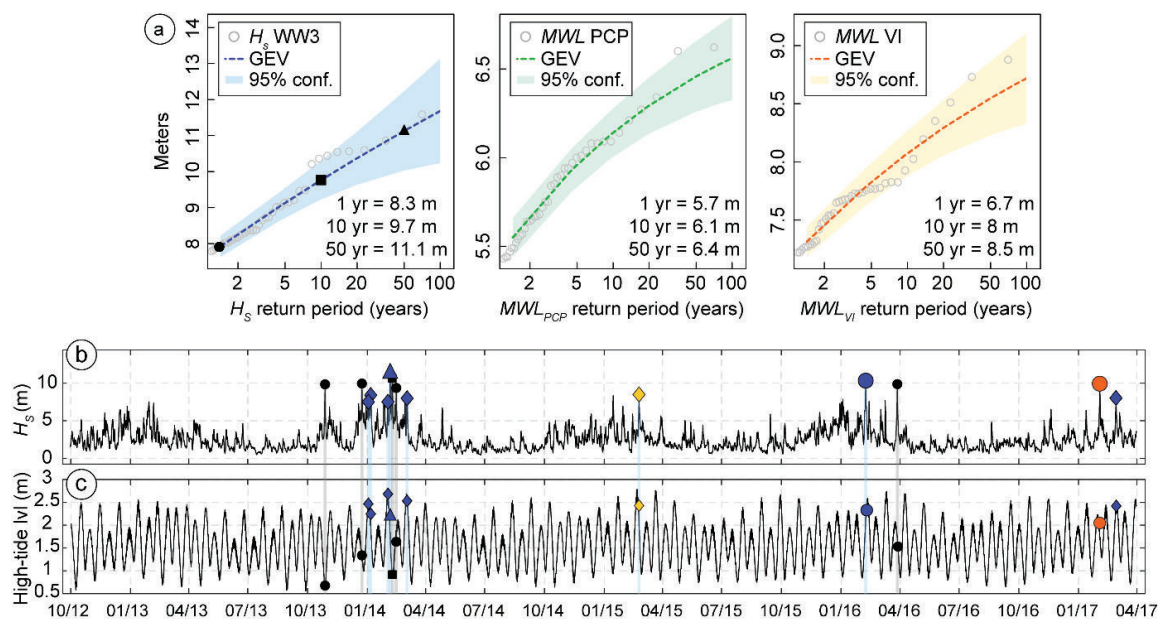 a
Meters
14
13
12
11
10
9
8
H_s WW3
GEV
95% conf.
1 yr = 8.3 m
10 yr = 9.7 m
50 yr = 11.1 m
2 5 10 20 50 100
H_S return period (years)
6.5
6.0
5.5
MWL PCP
GEV
95% conf.
1 yr = 5.7 m
10 yr = 6.1 m
50 yr = 6.4 m
2 5 10 20 50 100
MWL_PCP return period (years)
9.0
8.5
8.0
7.5
MWL VI
GEV
95% conf.
1 yr = 6.7 m
10 yr = 8 m
50 yr = 8.5 m
2 5 10 20 50 100
MWL_VI return period (years)
b
H_S (m)
10
5
0
c
High-tide lvl (m)
3
2.5
2
1.5
1
0.5
10/12 01/13 04/13 07/13 10/13 01/14 04/14 07/14 10/14 01/15 04/15 07/15 10/15 01/16 04/16 07/16 10/16 01/17 04/17